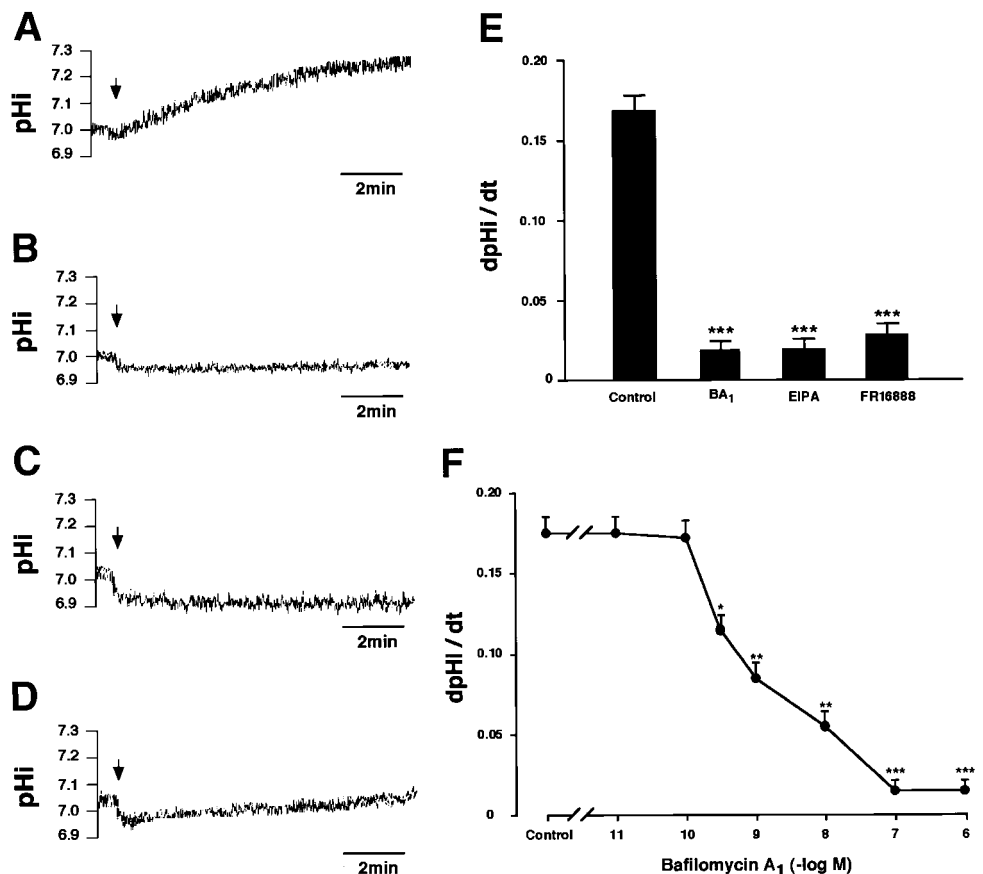 A
7.3
7.2
7.1
7.0
6.9
pHi
2min
B
7.3
7.2
7.1
7.0
6.9
pHi
2min
C
7.3
7.2
7.1
7.0
6.9
pHi
2min
D
7.3
7.2
7.1
7.0
6.9
pHi
2min
E
0.20
0.15
0.10
0.05
0
dpHi / dt
*** *** ***
Control BA1 EIPA FR16888
F
0.20
0.15
0.10
0.05
0
dpHi / dt
* ** ** *** ***
Control 11 10 9 8 7 6
Bafilomycin A1 (-log M)